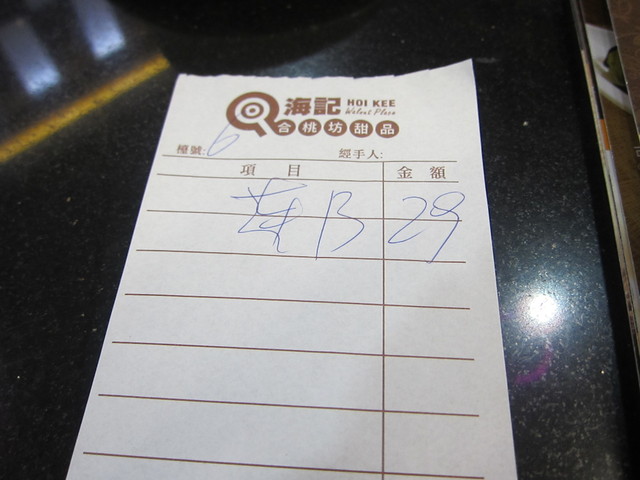 海記 HOI KEE
Walnut Plaza
合桃坊甜品
檯號: 6 經手人:
項目 金額
B 29